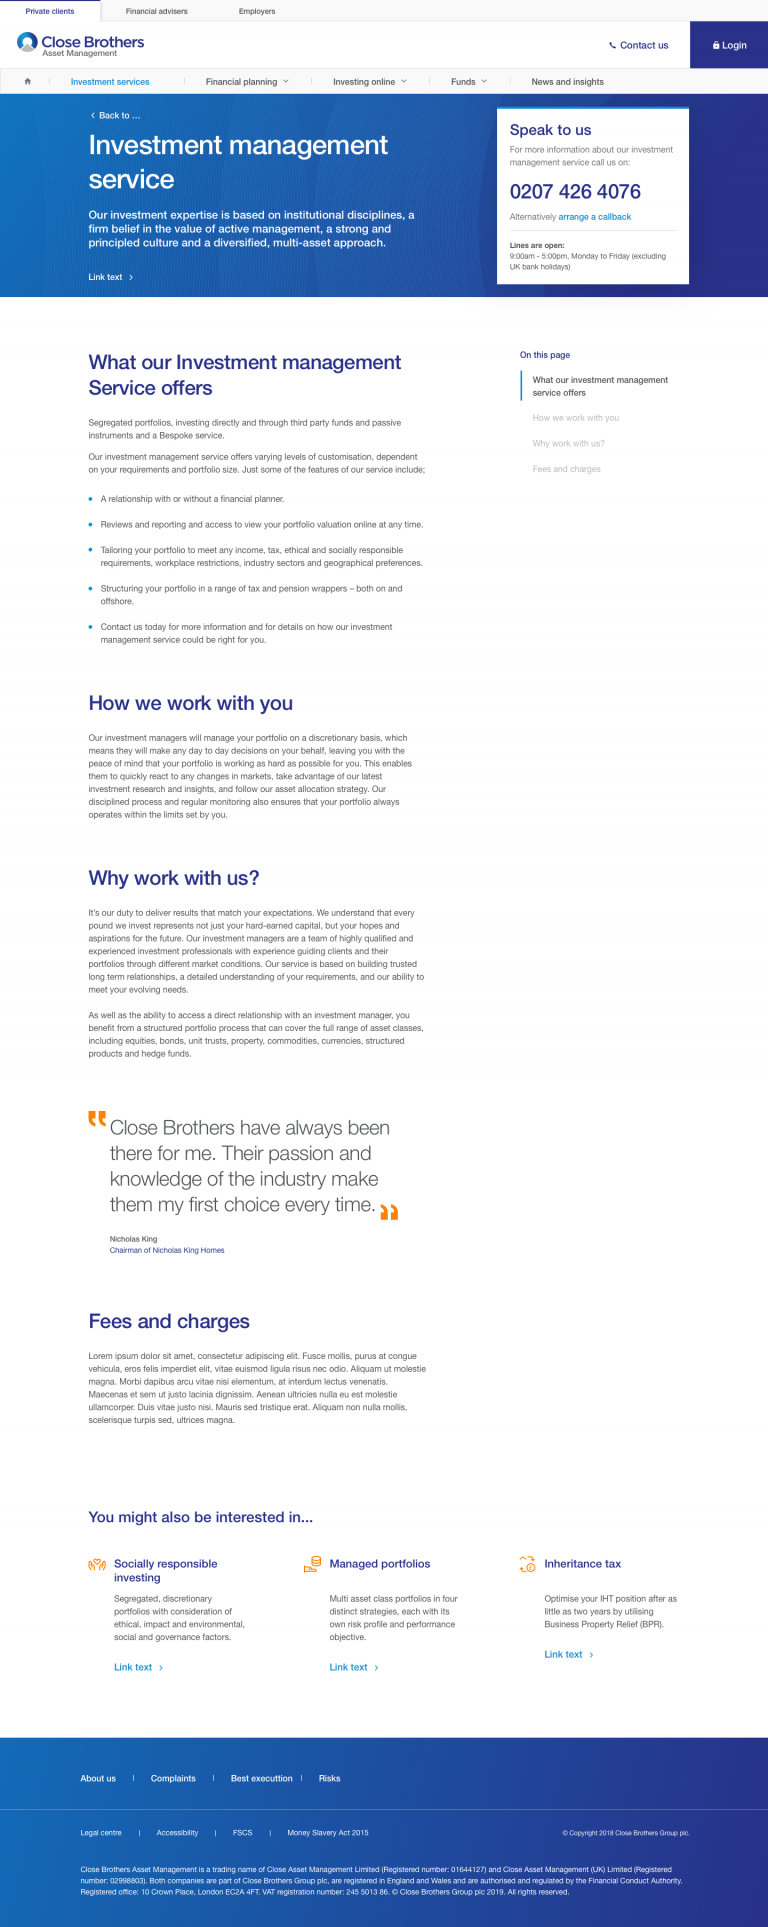 Private clients
Financial advisers
Employers
Close Brothers
Asset Management
Contact us
Login
Investment services
Financial planning
Investing online
Funds
News and insights
Back to ...
Investment management
service
Our investment expertise is based on institutional disciplines, a
firm belief in the value of active management, a strong and
principled culture and a diversified, multi-asset approach.
Link text
Speak to us
For more information about our investment
management service call us on:
0207 426 4076
Alternatively arrange a callback
Lines are open:
9:00am - 5:00pm, Monday to Friday (excluding
UK bank holidays)
What our Investment management
Service offers
Segregated portfolios, investing directly and through third party funds and passive
instruments and a Bespoke service.
Our investment management service offers varying levels of customisation, dependent
on your requirements and portfolio size. Just some of the features of our service include;
A relationship with or without a financial planner.
Reviews and reporting and access to view your portfolio valuation online at any time.
Tailoring your portfolio to meet any income, tax, ethical and socially responsible
requirements, workplace restrictions, industry sectors and geographical preferences.
Structuring your portfolio in a range of tax and pension wrappers – both on and
offshore.
Contact us today for more information and for details on how our investment
management service could be right for you.
On this page
What our investment management
service offers
How we work with you
Why work with us?
Fees and charges
How we work with you
Our investment managers will manage your portfolio on a discretionary basis, which
means they will make any day to day decisions on your behalf, leaving you with the
peace of mind that your portfolio is working as hard as possible for you. This enables
them to quickly react to any changes in markets, take advantage of our latest
investment research and insights, and follow our asset allocation strategy. Our
disciplined process and regular monitoring also ensures that your portfolio always
operates within the limits set by you.
Why work with us?
It's our duty to deliver results that match your expectations. We understand that every
pound we invest represents not just your hard-earned capital, but your hopes and
aspirations for the future. Our investment managers are a team of highly qualified and
experienced investment professionals with experience guiding clients and their
portfolios through different market conditions. Our service is based on building trusted
long term relationships, a detailed understanding of your requirements, and our ability to
meet your evolving needs.
As well as the ability to access a direct relationship with an investment manager, you
benefit from a structured portfolio process that can cover the full range of asset classes,
including equities, bonds, unit trusts, property, commodities, currencies, structured
products and hedge funds.
Close Brothers have always been
there for me. Their passion and
knowledge of the industry make
them my first choice every time.
Nicholas King
Chairman of Nicholas King Homes
Fees and charges
Lorem ipsum dolor sit amet, consectetur adipiscing elit. Fusce mollis, purus at congue
vehicula, eros felis imperdiet elit, vitae euismod ligula risus nec odio. Aliquam ut molestie
magna. Morbi dapibus arcu vitae nisi elementum, at interdum lectus venenatis.
Maecenas et sem ut justo lacinia dignissim. Aenean ultricies nulla eu est molestie
ullamcorper. Duis vitae justo nisi. Mauris sed tristique erat. Aliquam non nulla mollis,
scelerisque turpis sed, ultrices magna.
You might also be interested in...
Socially responsible
investing
Segregated, discretionary
portfolios with consideration of
ethical, impact and environmental,
social and governance factors.
Link text
Managed portfolios
Multi asset class portfolios in four
distinct strategies, each with its
own risk profile and performance
objective.
Link text
Inheritance tax
Optimise your IHT position after as
little as two years by utilising
Business Property Relief (BPR).
Link text
About us
Complaints
Best executtion
Risks
Legal centre
Accessibility
FSCS
Money Slavery Act 2015
© Copyright 2018 Close Brothers Group plc.
Close Brothers Asset Management is a trading name of Close Asset Management Limited (Registered number: 01644127) and Close Asset Management (UK) Limited (Registered
number: 02998803). Both companies are part of Close Brothers Group plc, are registered in England and Wales and are authorised and regulated by the Financial Conduct Authority.
Registered office: 10 Crown Place, London EC2A 4FT. VAT registration number: 245 5013 86. © Close Brothers Group plc 2019. All rights reserved.